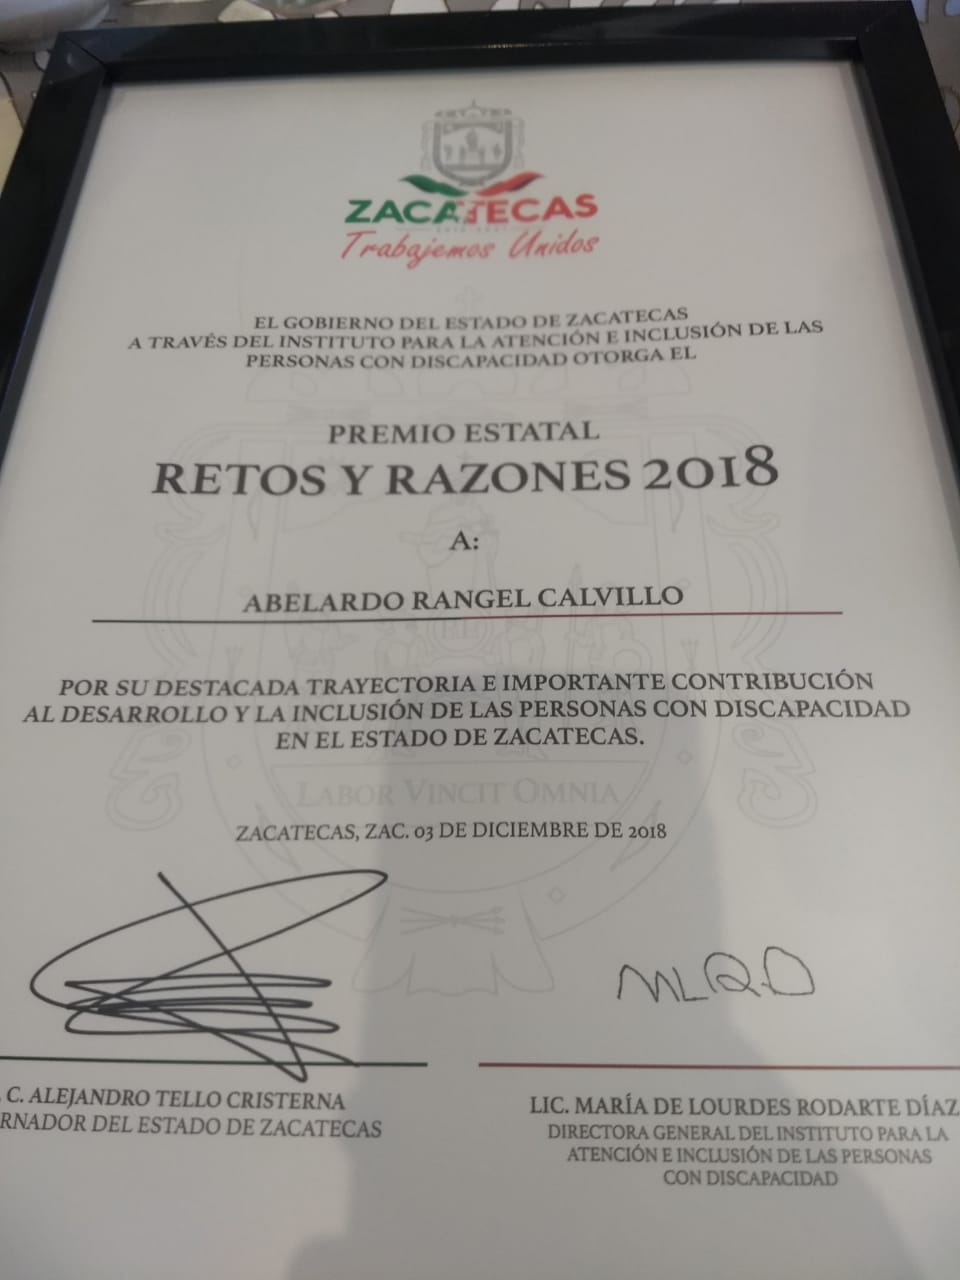 ZACATECAS
Trabajemos Unidos
EL GOBIERNO DEL ESTADO DE ZACATECAS
A TRAVÉS DEL INSTITUTO PARA LA ATENCIÓN E INCLUSIÓN DE LAS
PERSONAS CON DISCAPACIDAD OTORGA EL
PREMIO ESTATAL
RETOS Y RAZONES 2018
A:
ABELARDO RANGEL CALVILLO
POR SU DESTACADA TRAYECTORIA E IMPORTANTE CONTRIBUCIÓN
AL DESARROLLO Y LA INCLUSIÓN DE LAS PERSONAS CON DISCAPACIDAD
EN EL ESTADO DE ZACATECAS.
LABOR VINCIT OMNIA
ZACATECAS, ZAC. 03 DE DICIEMBRE DE 2018
MLRD
C. ALEJANDRO TELLO CRISTERNA
RNADOR DEL ESTADO DE ZACATECAS
LIC. MARÍA DE LOURDES RODARTE DÍAZ
DIRECTORA GENERAL DEL INSTITUTO PARA LA
ATENCIÓN E INCLUSIÓN DE LAS PERSONAS
CON DISCAPACIDAD